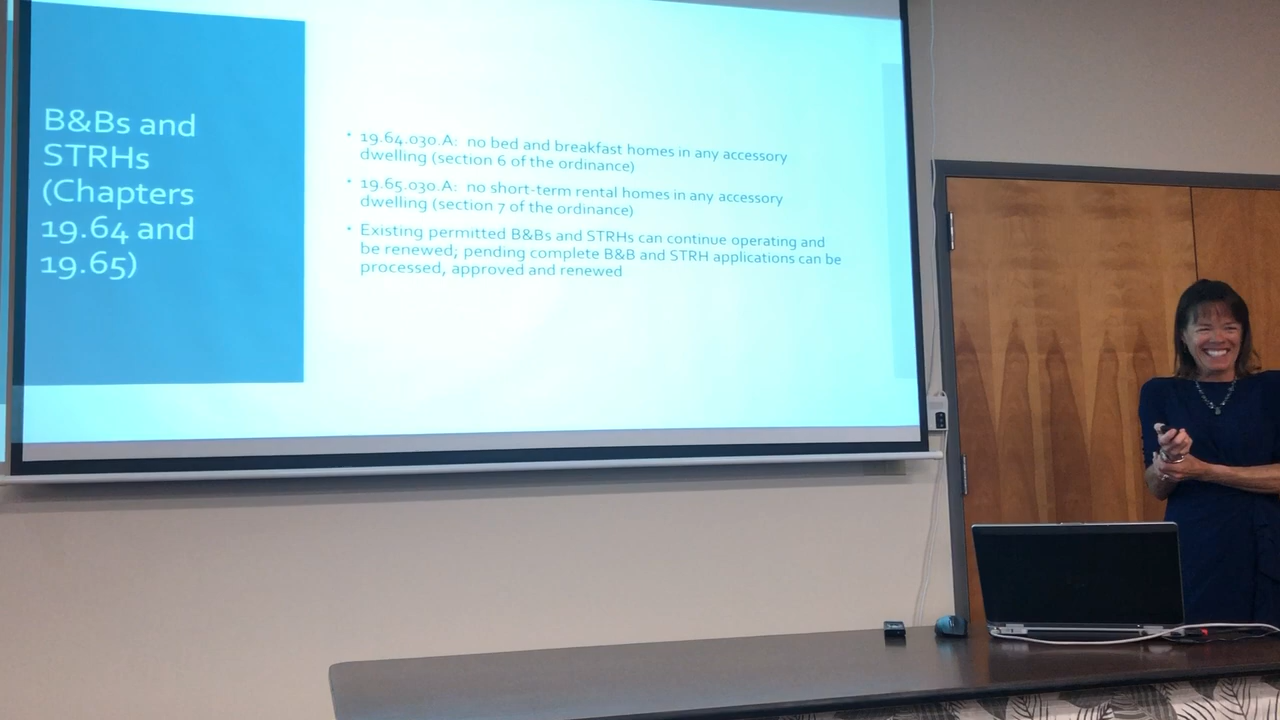 B&Bs and
STRHs
(Chapters
19.64 and
19.65)
• 19.64.030.A: no bed and breakfast homes in any accessory
dwelling (section 6 of the ordinance)
• 19.65.030.A: no short-term rental homes in any accessory
dwelling (section 7 of the ordinance)
• Existing permitted B&Bs and STRHs can continue operating and
be renewed; pending complete B&B and STRH applications can be
processed, approved and renewed